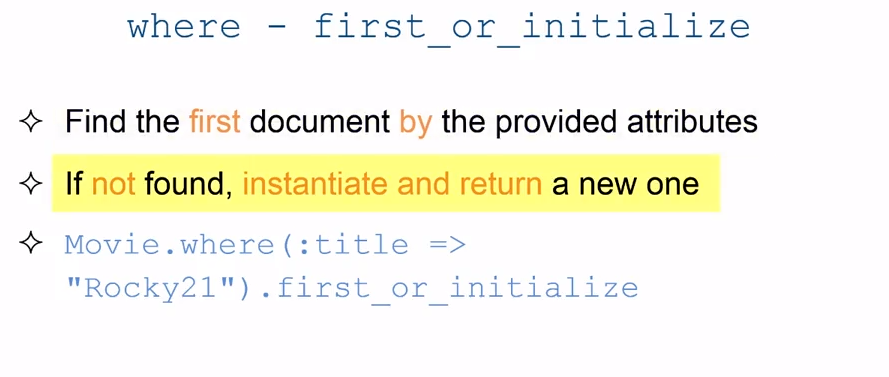 where - first_or_initialize
✧ Find the first document by the provided attributes
✧ If not found, instantiate and return a new one
✧ Movie.where(:title =>
"Rocky21").first_or_initialize